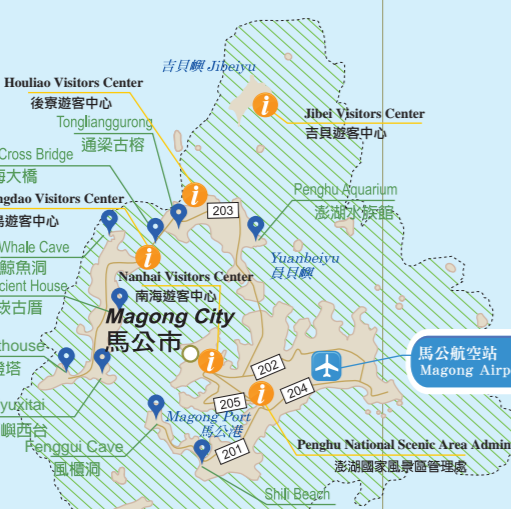 吉貝嶼 Jibeiyu
Houliao Visitors Center
後寮遊客中心
Tonglianggurong
通梁古榕
Jibei Visitors Center
吉貝遊客中心
Cross Bridge
海大橋
ngdao Visitors Center
島遊客中心
203
Penghu Aquarium
澎湖水族館
Whale Cave
鯨魚洞
Yuanbeiyu
員貝嶼
Nanhai Visitors Center
南海遊客中心
cient House
古厝
Magong City
馬公市
thouse
燈塔
202
馬公航空站
Magong Airp
204
205
yuxitai
嶼西台
Magong Port
馬公港
201
Fenggui Cave
風櫃洞
Penghu National Scenic Area Admin
澎湖國家風景區管理處
Shili Beach